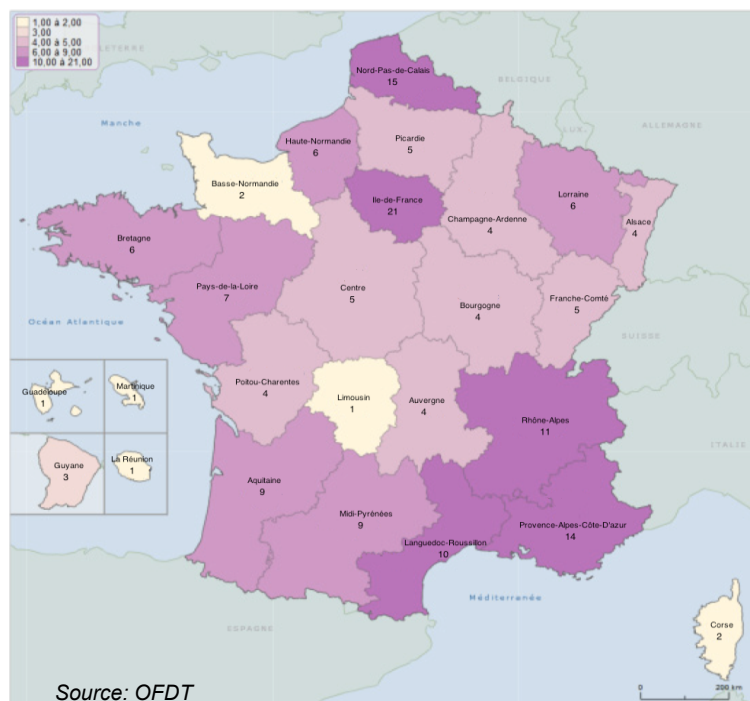 1,00 à 2,00
3,00
4,00 à 5,00
6,00 à 9,00
10,00 à 21,00
Nord-Pas-de-Calais
15
BELGIQUE
Manche
ALLEMAGNE
LUX.
Haute-Normandie
6
Picardie
5
Basse-Normandie
2
Ile-de-France
21
Lorraine
6
Champagne-Ardenne
4
Alsace
4
Bretagne
6
Pays-de-la-Loire
7
Centre
5
Bourgogne
4
Franche-Comté
5
Océan Atlantique
SUISSE
Guadeloupe
1
Martinique
1
Poitou-Charentes
4
Limousin
1
Auvergne
4
Rhône-Alpes
11
ITALIE
Guyane
3
La Réunion
1
Aquitaine
9
Midi-Pyrénées
9
Languedoc-Roussillon
10
Provence-Alpes-Côte-D'azur
14
Méditerranée
ESPAGNE
Corse
2
Source: OFDT
0
200 km